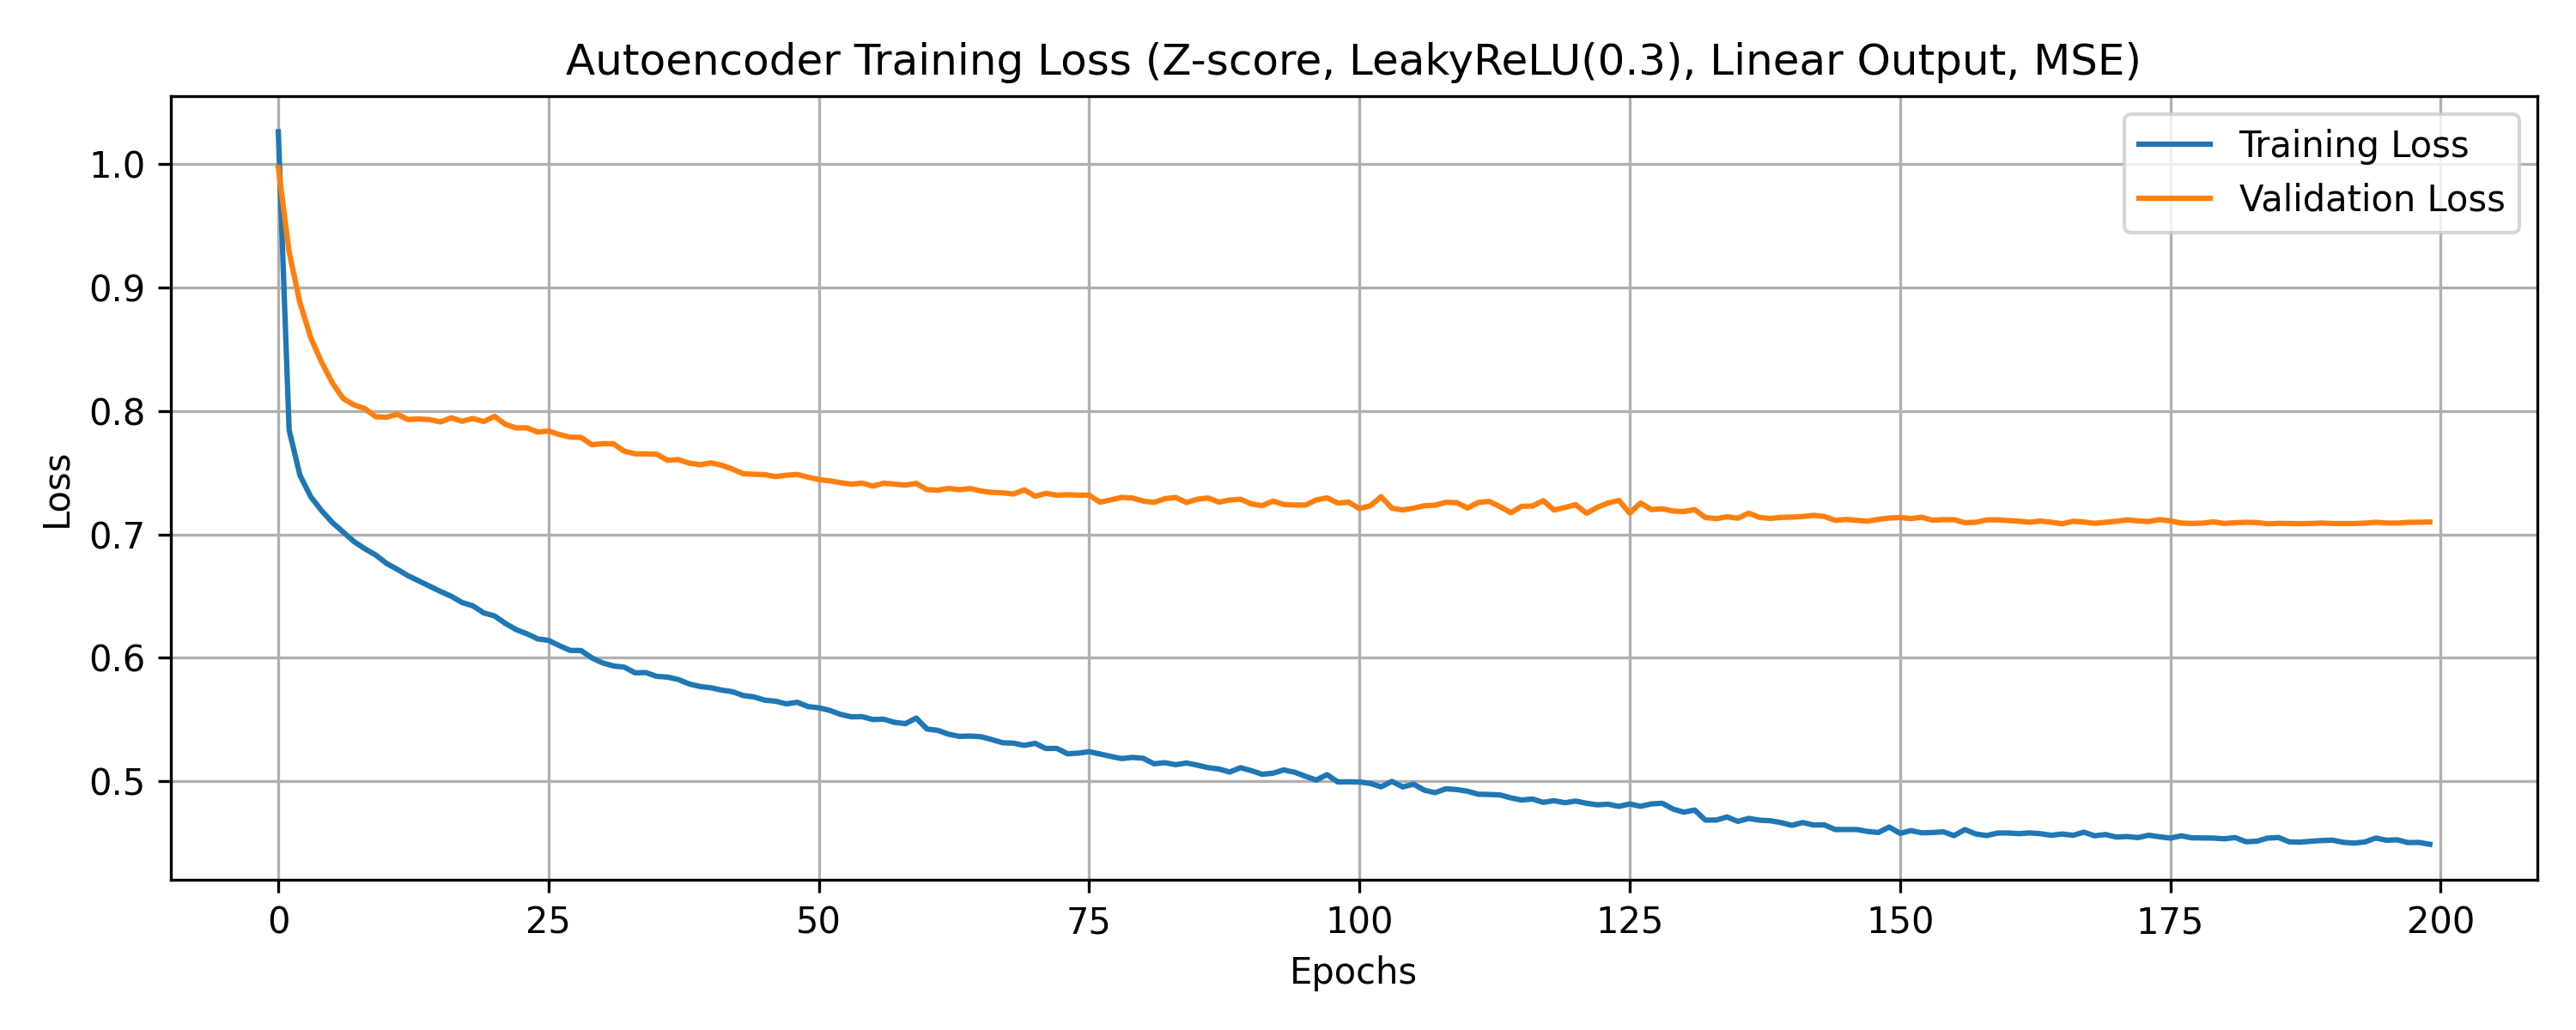 Autoencoder Training Loss (Z-score, LeakyReLU(0.3), Linear Output, MSE)
Training Loss
Validation Loss
Loss
1.0
0.9
0.8
0.7
0.6
0.5
0 25 50 75 100 125 150 175 200
Epochs